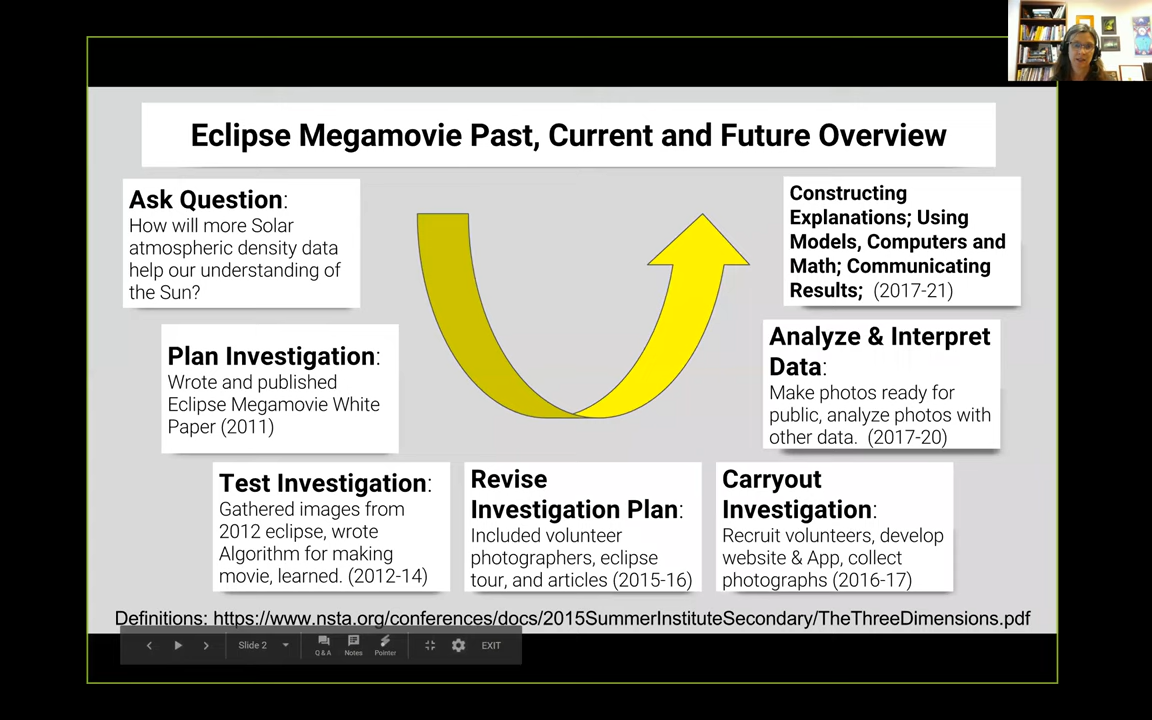 Eclipse Megamovie Past, Current and Future Overview
Ask Question:
How will more Solar
atmospheric density data
help our understanding of
the Sun?
Plan Investigation:
Wrote and published
Eclipse Megamovie White
Paper (2011)
Test Investigation:
Gathered images from
2012 eclipse, wrote
Algorithm for making
movie, learned. (2012-14)
Revise
Investigation Plan:
Included volunteer
photographers, eclipse
tour, and articles (2015-16)
Carryout
Investigation:
Recruit volunteers, develop
website & App, collect
photographs (2016-17)
Analyze & Interpret
Data:
Make photos ready for
public, analyze photos with
other data. (2017-20)
Constructing
Explanations; Using
Models, Computers and
Math; Communicating
Results; (2017-21)
Definitions: https://www.nsta.org/conferences/docs/2015SummerInstituteSecondary/TheThreeDimensions.pdf
Slide 2
Q & A
Notes
Pointer
EXIT